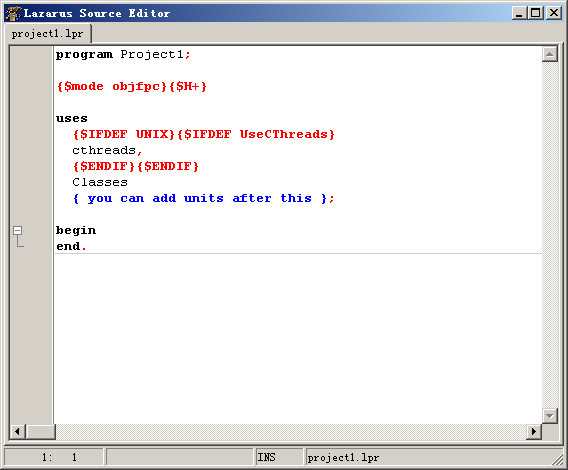 Lazarus Source Editor
project1.lpr
program Project1;
{$mode objfpc}{$H+}
uses
{$IFDEF UNIX}{$IFDEF UseCThreads}
cthreads,
{$ENDIF}{$ENDIF}
Classes
{ you can add units after this };
begin
end.
1: 1 INS project1.lpr